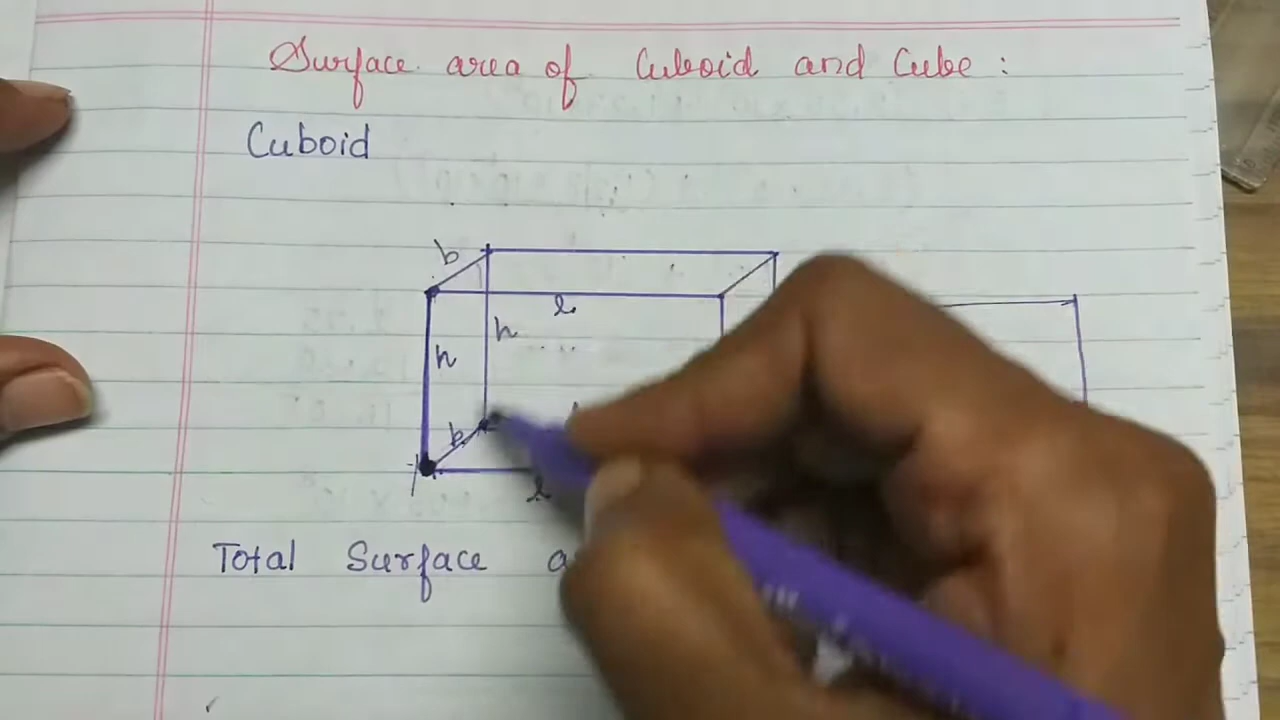 Surface area of Cuboid and Cube :
Cuboid
b
l
h
h
b
l
Total Surface a